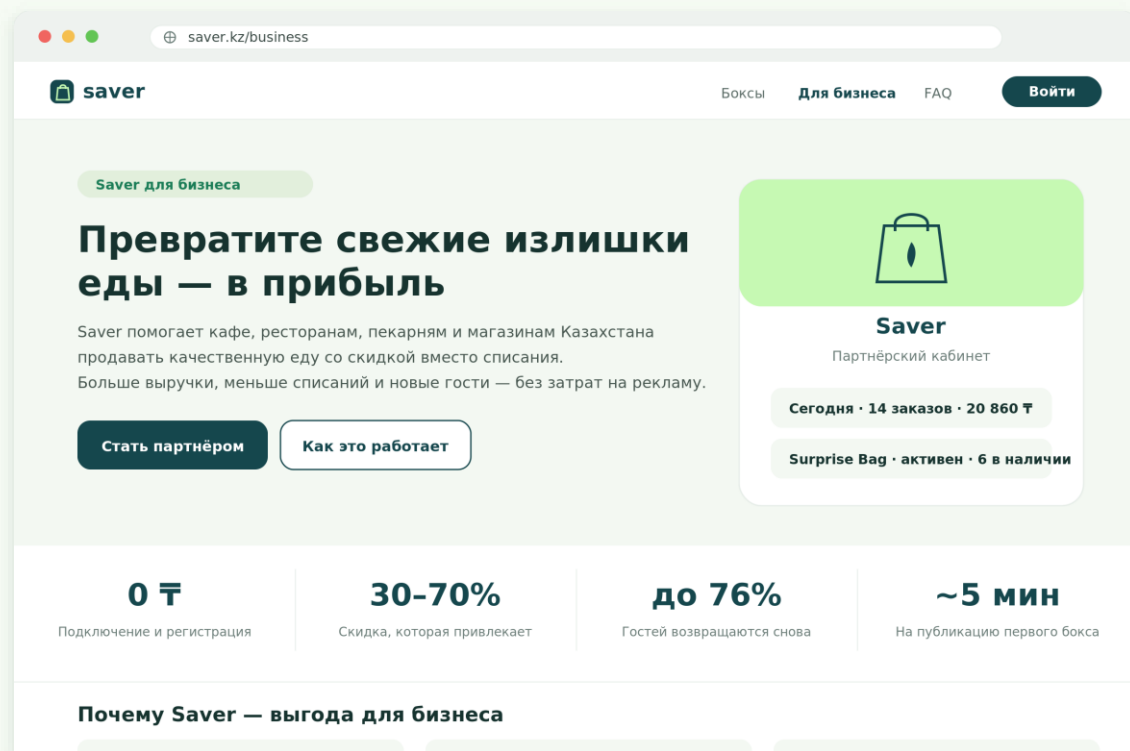 saver.kz/business
saver
Боксы
Для бизнеса
FAQ
Войти
Saver для бизнеса
Превратите свежие излишки
еды — в прибыль
Saver помогает кафе, ресторанам, пекарням и магазинам Казахстана
продавать качественную еду со скидкой вместо списания.
Больше выручки, меньше списаний и новые гости — без затрат на рекламу.
Стать партнёром
Как это работает
Saver
Партнёрский кабинет
Сегодня · 14 заказов · 20 860 ₸
Surprise Bag · активен · 6 в наличии
0 ₸
Подключение и регистрация
30–70%
Скидка, которая привлекает
до 76%
Гостей возвращаются снова
~5 мин
На публикацию первого бокса
Почему Saver — выгода для бизнеса